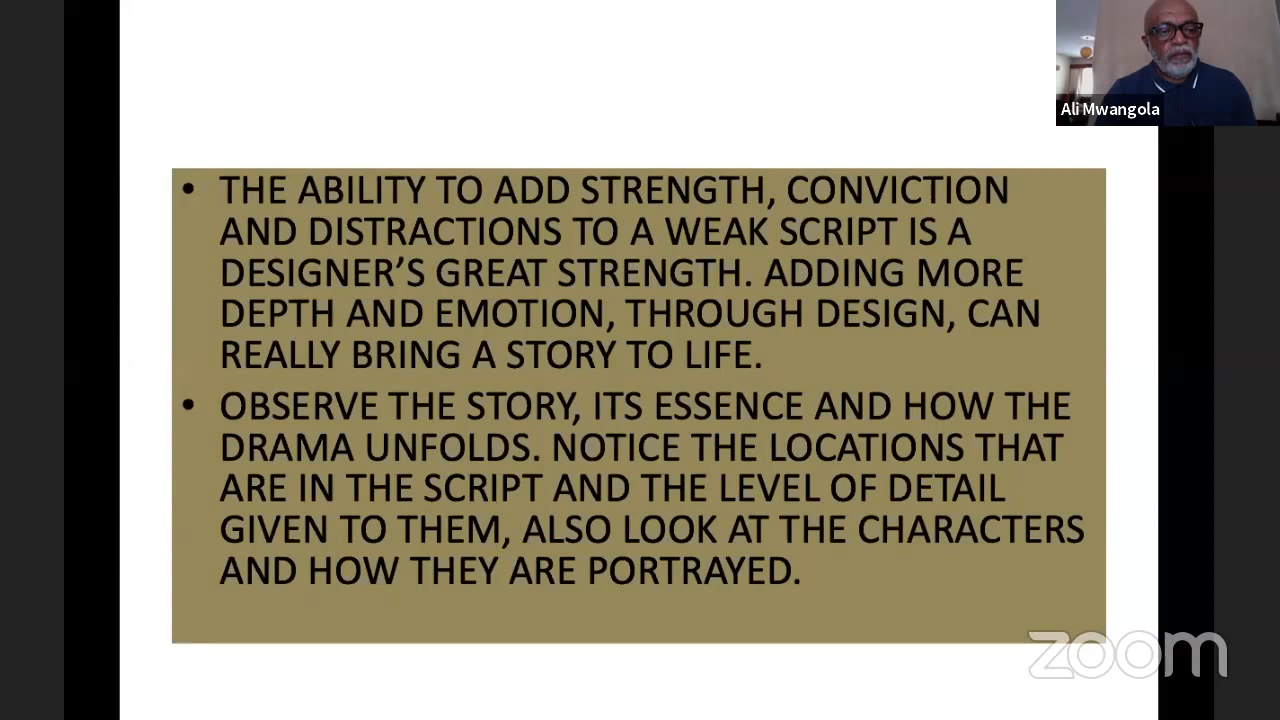 Ali Mwangola
• THE ABILITY TO ADD STRENGTH, CONVICTION
AND DISTRACTIONS TO A WEAK SCRIPT IS A
DESIGNER’S GREAT STRENGTH. ADDING MORE
DEPTH AND EMOTION, THROUGH DESIGN, CAN
REALLY BRING A STORY TO LIFE.
• OBSERVE THE STORY, ITS ESSENCE AND HOW THE
DRAMA UNFOLDS. NOTICE THE LOCATIONS THAT
ARE IN THE SCRIPT AND THE LEVEL OF DETAIL
GIVEN TO THEM, ALSO LOOK AT THE CHARACTERS
AND HOW THEY ARE PORTRAYED.
zoom